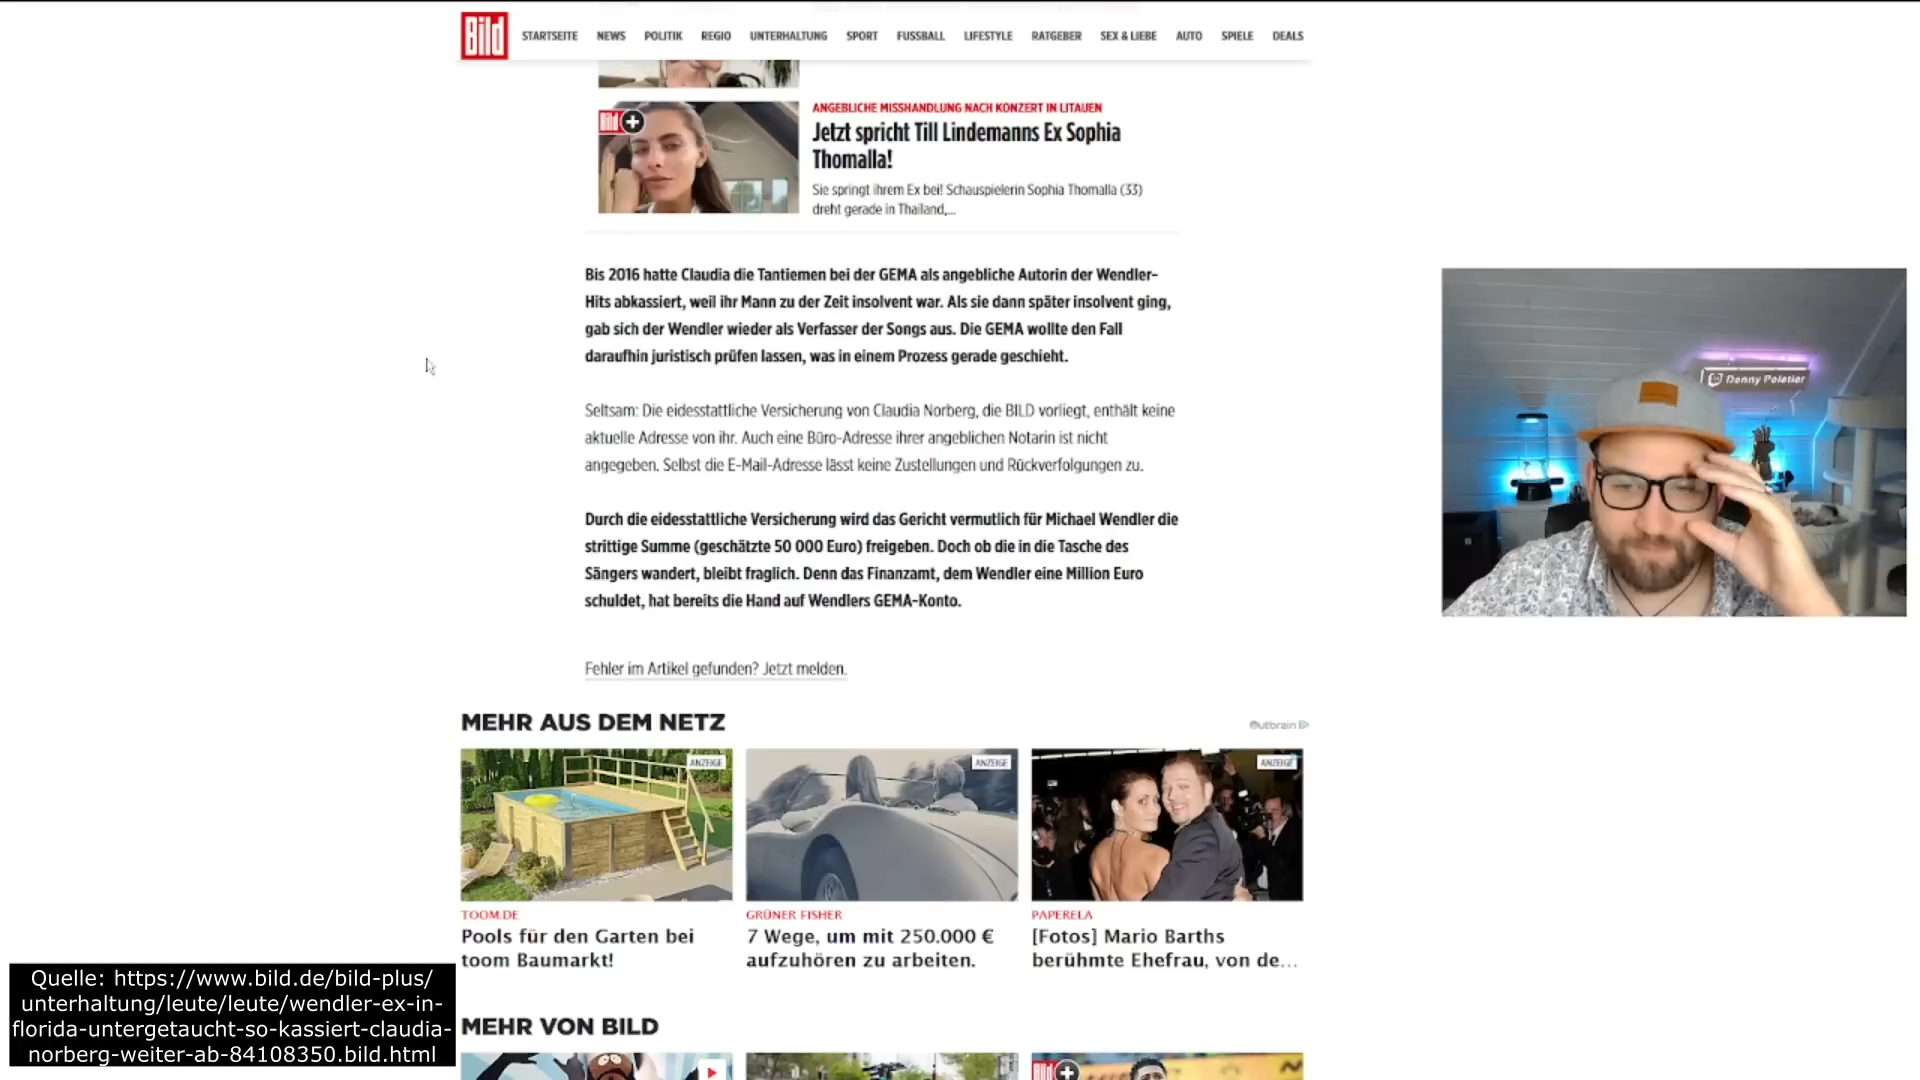 Bild
STARTSEITE NEWS POLITIK REGIO UNTERHALTUNG SPORT FUSSBALL LIFESTYLE RATGEBER SEX & LIEBE AUTO SPIELE DEALS
Bild +
ANGEBLICHE MISSHANDLUNG NACH KONZERT IN LITAUEN
Jetzt spricht Till Lindemanns Ex Sophia
Thomalla!
Sie springt ihrem Ex bei! Schauspielerin Sophia Thomalla (33)
dreht gerade in Thailand,...
Bis 2016 hatte Claudia die Tantiemen bei der GEMA als angebliche Autorin der Wendler-
Hits abkassiert, weil ihr Mann zu der Zeit insolvent war. Als sie dann später insolvent ging,
gab sich der Wendler wieder als Verfasser der Songs aus. Die GEMA wollte den Fall
daraufhin juristisch prüfen lassen, was in einem Prozess gerade geschieht.
Seltsam: Die eidesstattliche Versicherung von Claudia Norberg, die BILD vorliegt, enthält keine
aktuelle Adresse von ihr. Auch eine Büro-Adresse ihrer angeblichen Notarin ist nicht
angegeben. Selbst die E-Mail-Adresse lässt keine Zustellungen und Rückverfolgungen zu.
Durch die eidesstattliche Versicherung wird das Gericht vermutlich für Michael Wendler die
strittige Summe (geschätzte 50 000 Euro) freigeben. Doch ob die in die Tasche des
Sängers wandert, bleibt fraglich. Denn das Finanzamt, dem Wendler eine Million Euro
schuldet, hat bereits die Hand auf Wendlers GEMA-Konto.
Fehler im Artikel gefunden? Jetzt melden.
Danny Poletier
MEHR AUS DEM NETZ
Outbrain
ANZEIGE
ANZEIGE
ANZEIGE
TOOM.DE
Pools für den Garten bei
toom Baumarkt!
GRÜNER FISHER
7 Wege, um mit 250.000 €
aufzuhören zu arbeiten.
PAPERELA
[Fotos] Mario Barths
berühmte Ehefrau, von de...
MEHR VON BILD
Bild +
Quelle: https://www.bild.de/bild-plus/
unterhaltung/leute/leute/wendler-ex-in-
florida-untergetaucht-so-kassiert-claudia-
norberg-weiter-ab-84108350.bild.html